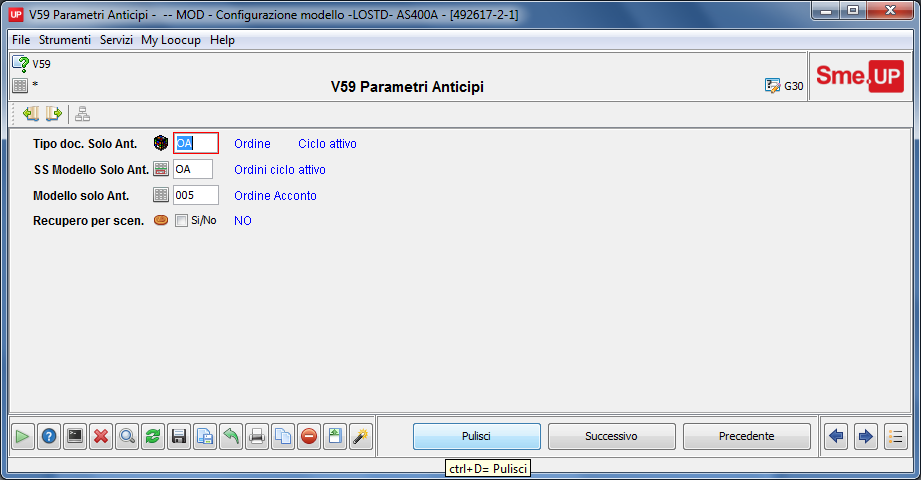 UP V59 Parametri Anticipi - -- MOD - Configurazione modello -LOSTD- AS400A - [492617-2-1]
File Strumenti Servizi My Loocup Help
V59
* V59 Parametri Anticipi G30 Sme.UP
Tipo doc. Solo Ant. OA Ordine Ciclo attivo
SS Modello Solo Ant. OA Ordini ciclo attivo
Modello solo Ant. 005 Ordine Acconto
Recupero per scen. Si/No NO
Pulisci Successivo Precedente
ctrl+D= Pulisci